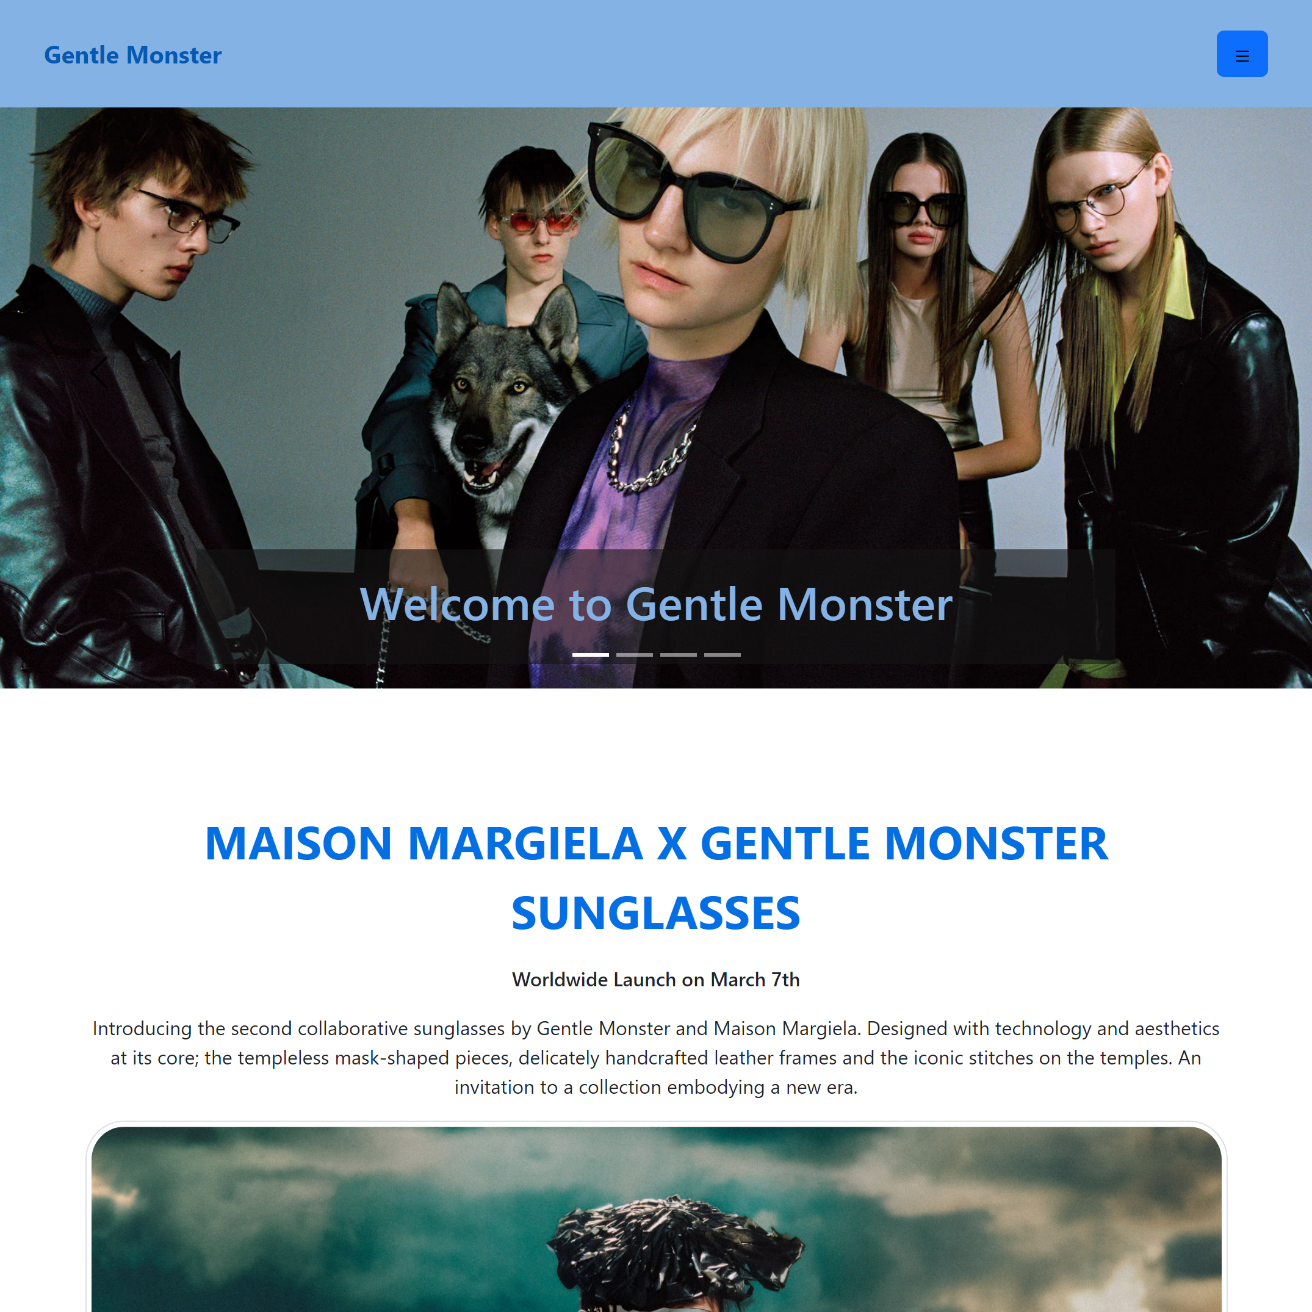 Gentle Monster
Welcome to Gentle Monster
MAISON MARGIELA X GENTLE MONSTER
SUNGLASSES
Worldwide Launch on March 7th
Introducing the second collaborative sunglasses by Gentle Monster and Maison Margiela. Designed with technology and aesthetics
at its core; the templeless mask-shaped pieces, delicately handcrafted leather frames and the iconic stitches on the temples. An
invitation to a collection embodying a new era.